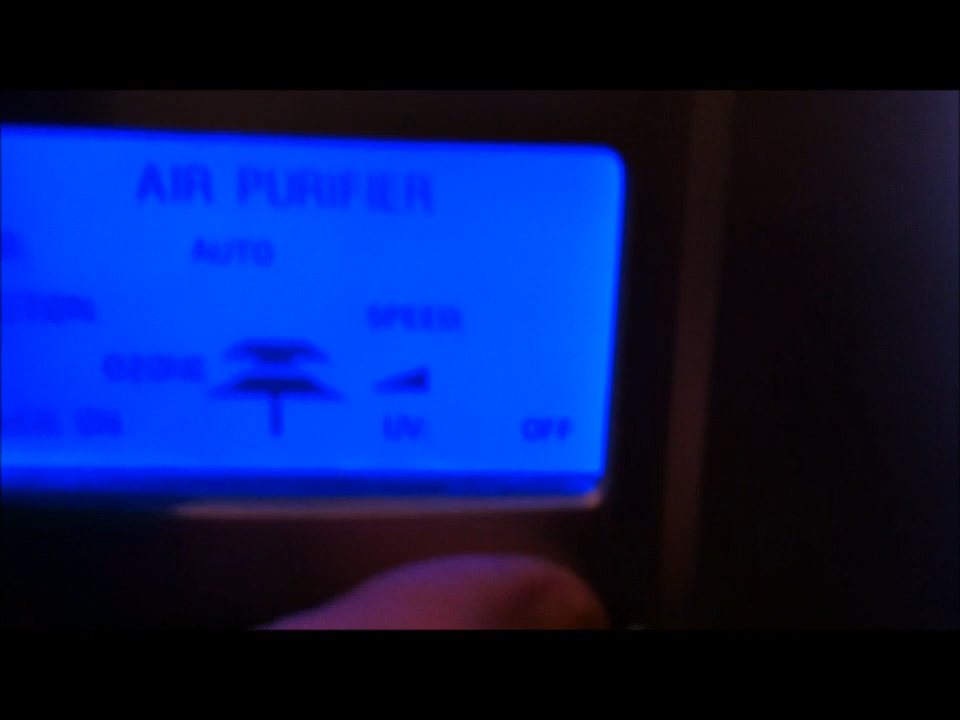 AIR PURIFIER
AUTO
SPEED:
OZONE
UV: OFF